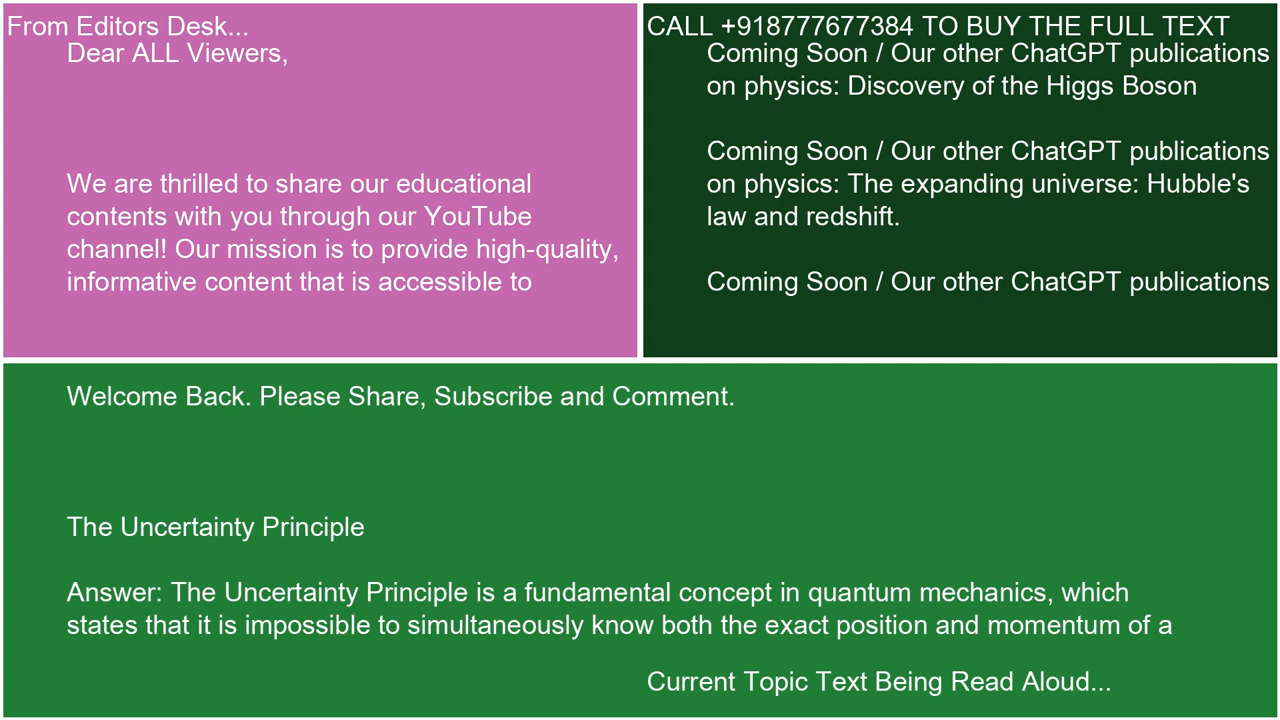 From Editors Desk...
Dear ALL Viewers,
We are thrilled to share our educational
contents with you through our YouTube
channel! Our mission is to provide high-quality,
informative content that is accessible to
CALL +918777677384 TO BUY THE FULL TEXT
Coming Soon / Our other ChatGPT publications
on physics: Discovery of the Higgs Boson
Coming Soon / Our other ChatGPT publications
on physics: The expanding universe: Hubble's
law and redshift.
Coming Soon / Our other ChatGPT publications
Welcome Back. Please Share, Subscribe and Comment.
The Uncertainty Principle
Answer: The Uncertainty Principle is a fundamental concept in quantum mechanics, which
states that it is impossible to simultaneously know both the exact position and momentum of a
Current Topic Text Being Read Aloud...